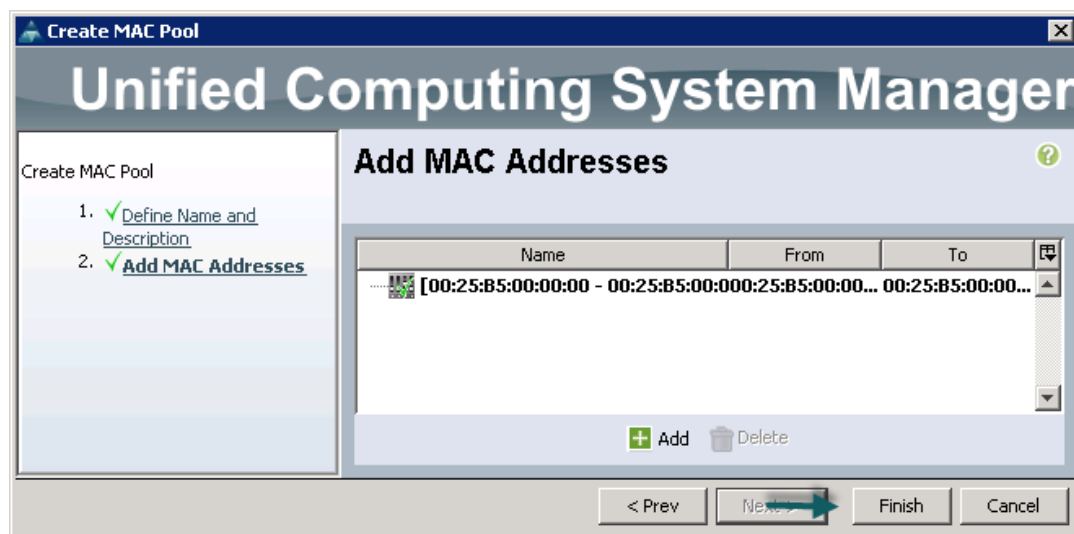 Create MAC Pool
Unified Computing System Manager
Create MAC Pool
1. Define Name and
Description
2. Add MAC Addresses
Add MAC Addresses
Name From To
[00:25:B5:00:00:00 - 00:25:B5:00:000:25:B5:00:00... 00:25:B5:00:00...
Add Delete
< Prev Next > Finish Cancel